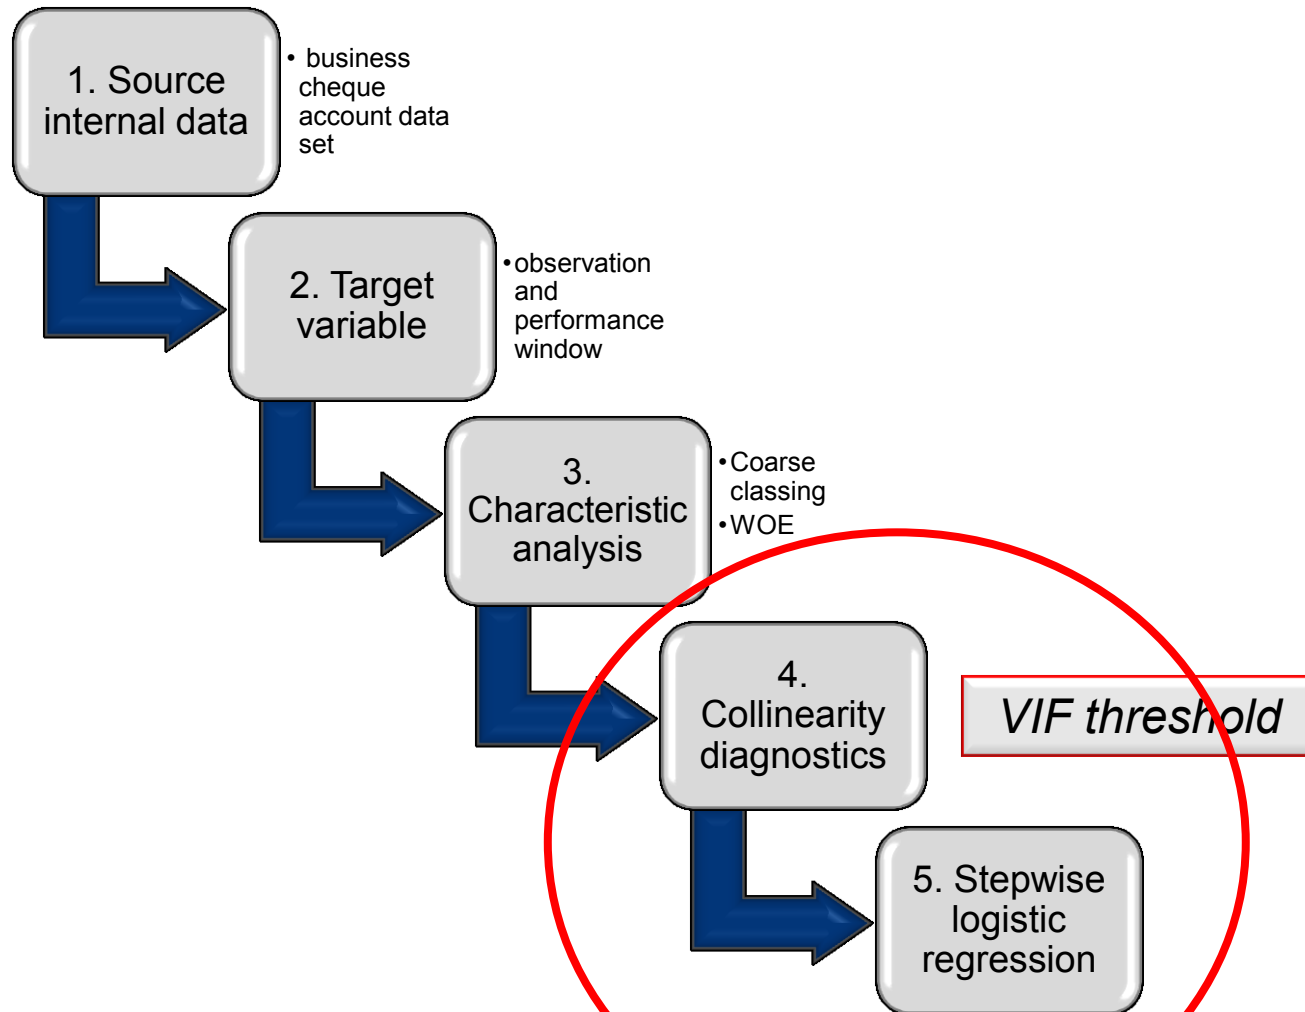 1. Source
internal data
• business
cheque
account data
set
2. Target
variable
•observation
and
performance
window
3.
Characteristic
analysis
•Coarse
classing
•WOE
4.
Collinearity
diagnostics
VIF threshold
5. Stepwise
logistic
regression